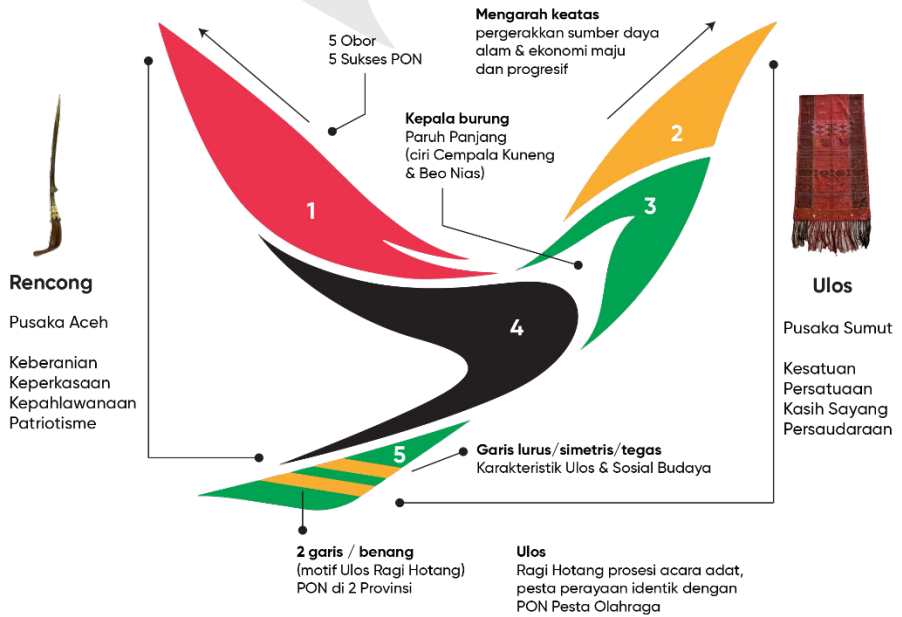 Mengarah keatas
pergerakkan sumber daya
alam & ekonomi maju
dan progresif
5 Obor
5 Sukses PON
Kepala burung
Paruh Panjang
(ciri Cempala Kuneng
& Beo Nias)
1
2
3
4
5
Rencong
Pusaka Aceh
Keberanian
Keperkasaan
Kepahlawanaan
Patriotisme
Ulos
Pusaka Sumut
Kesatuan
Persatuaan
Kasih Sayang
Persaudaraan
Garis lurus/simetris/tegas
Karakteristik Ulos & Sosial Budaya
2 garis / benang
(motif Ulos Ragi Hotang)
PON di 2 Provinsi
Ulos
Ragi Hotang prosesi acara adat,
pesta perayaan identik dengan
PON Pesta Olahraga